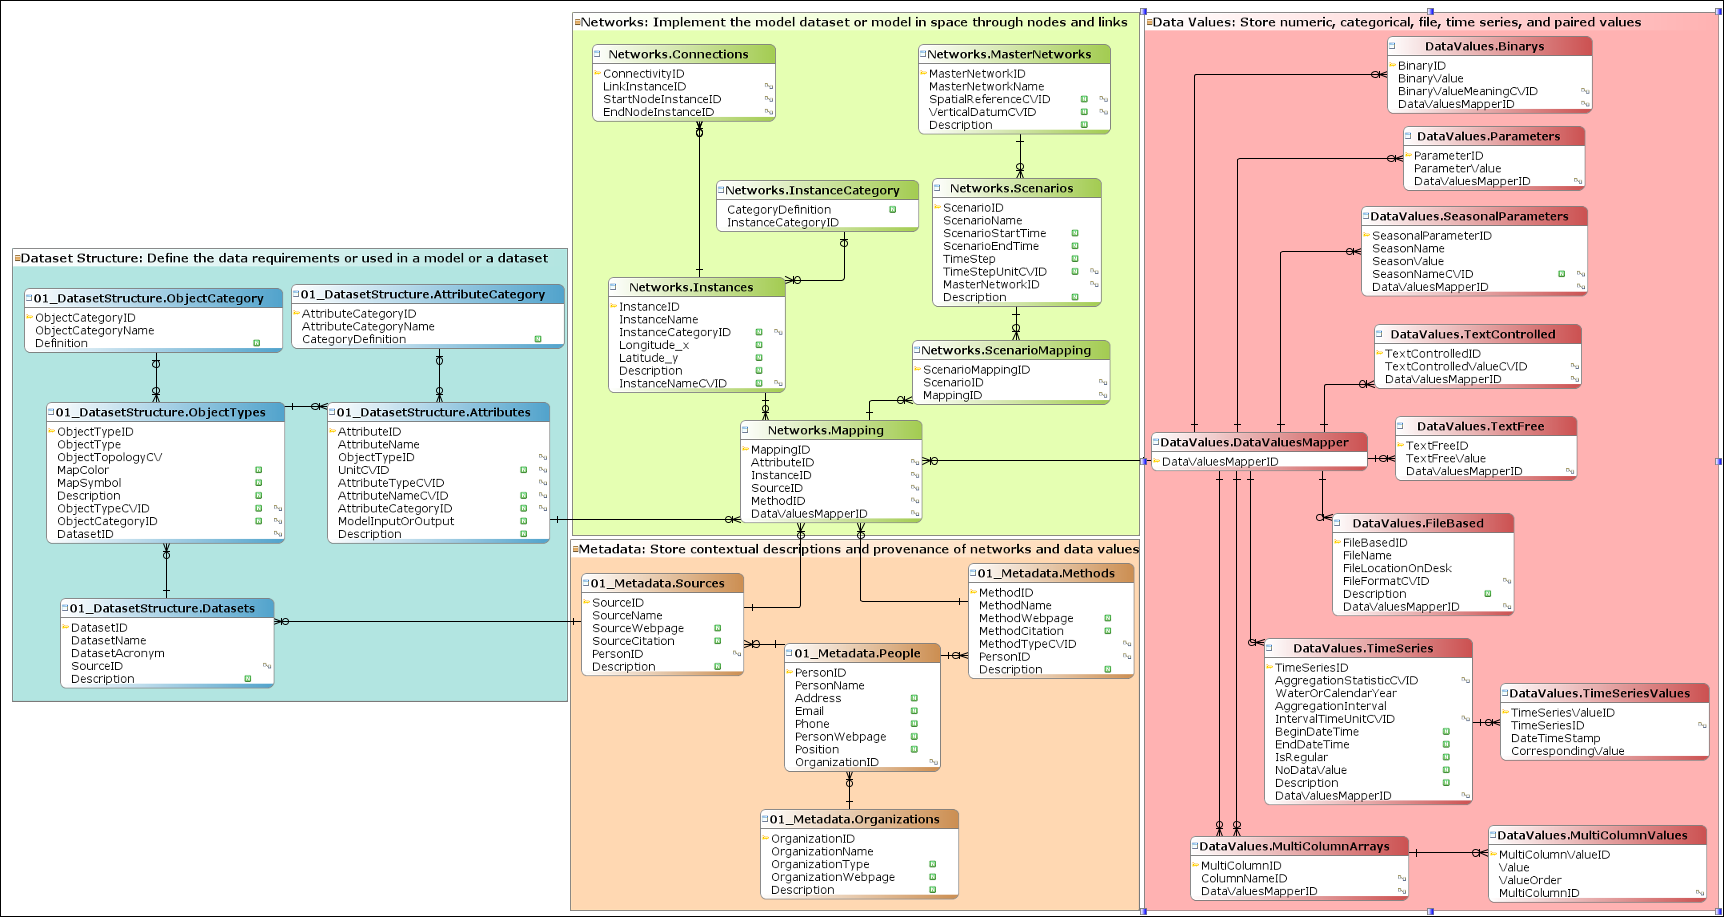 Dataset Structure: Define the data requirements or used in a model or a dataset
01_DatasetStructure.ObjectCategory
ObjectCategoryID
ObjectCategoryName
Definition
01_DatasetStructure.AttributeCategory
AttributeCategoryID
AttributeCategoryName
CategoryDefinition
01_DatasetStructure.ObjectTypes
ObjectTypeID
ObjectType
ObjectTopologyCV
MapColor
MapSymbol
Description
ObjectTypeCVID
ObjectCategoryID
DatasetID
01_DatasetStructure.Attributes
AttributeID
AttributeName
ObjectTypeID
UnitCVID
AttributeTypeCVID
AttributeNameCVID
AttributeCategoryID
ModelInputOrOutput
Description
01_DatasetStructure.Datasets
DatasetID
DatasetName
DatasetAcronym
SourceID
Description
Networks: Implement the model dataset or model in space through nodes and links
Networks.Connections
ConnectivityID
LinkInstanceID
StartNodeInstanceID
EndNodeInstanceID
Networks.MasterNetworks
MasterNetworkID
MasterNetworkName
SpatialReferenceCVID
VerticalDatumCVID
Description
Networks.InstanceCategory
CategoryDefinition
InstanceCategoryID
Networks.Scenarios
ScenarioID
ScenarioName
ScenarioStartTime
ScenarioEndTime
TimeStep
TimeStepUnitCVID
MasterNetworkID
Description
Networks.Instances
InstanceID
InstanceName
InstanceCategoryID
Longitude_x
Latitude_y
Description
InstanceNameCVID
Networks.ScenarioMapping
ScenarioMappingID
ScenarioID
MappingID
Networks.Mapping
MappingID
AttributeID
InstanceID
SourceID
MethodID
DataValuesMapperID
Metadata: Store contextual descriptions and provenance of networks and data values
01_Metadata.Sources
SourceID
SourceName
SourceWebpage
SourceCitation
PersonID
Description
01_Metadata.Methods
MethodID
MethodName
MethodWebpage
MethodCitation
MethodTypeCVID
PersonID
Description
01_Metadata.People
PersonID
PersonName
Address
Email
Phone
PersonWebpage
Position
OrganizationID
01_Metadata.Organizations
OrganizationID
OrganizationName
OrganizationType
OrganizationWebpage
Description
Data Values: Store numeric, categorical, file, time series, and paired values
DataValues.Binarys
BinaryID
BinaryValue
BinaryValueMeaningCVID
DataValuesMapperID
DataValues.Parameters
ParameterID
ParameterValue
DataValuesMapperID
DataValues.SeasonalParameters
SeasonalParameterID
SeasonName
SeasonValue
SeasonNameCVID
DataValuesMapperID
DataValues.TextControlled
TextControlledID
TextControlledValueCVID
DataValuesMapperID
DataValues.DataValuesMapper
DataValuesMapperID
DataValues.TextFree
TextFreeID
TextFreeValue
DataValuesMapperID
DataValues.FileBased
FileBasedID
FileName
FileLocationOnDesk
FileFormatCVID
Description
DataValuesMapperID
DataValues.TimeSeries
TimeSeriesID
AggregationStatisticCVID
WaterOrCalendarYear
AggregationInterval
IntervalTimeUnitCVID
BeginDateTime
EndDateTime
IsRegular
NoDataValue
Description
DataValuesMapperID
DataValues.TimeSeriesValues
TimeSeriesValueID
TimeSeriesID
DateTimeStamp
CorrespondingValue
DataValues.MultiColumnArrays
MultiColumnID
ColumnNameID
DataValuesMapperID
DataValues.MultiColumnValues
MultiColumnValueID
Value
ValueOrder
MultiColumnID